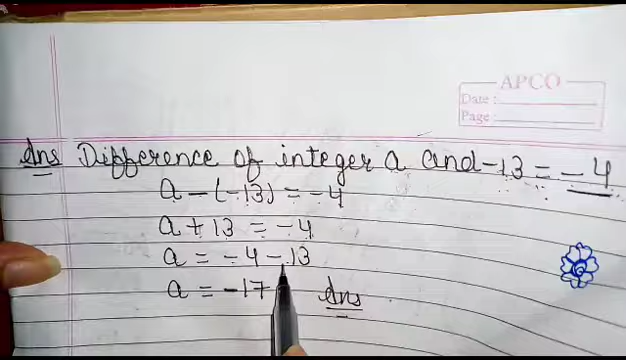 APCO
Date :
Page :
Ans Difference of integer a and -13 = -4
a - (-13) = -4
a + 13 = -4
a = -4 - 13
a = -17 Ans